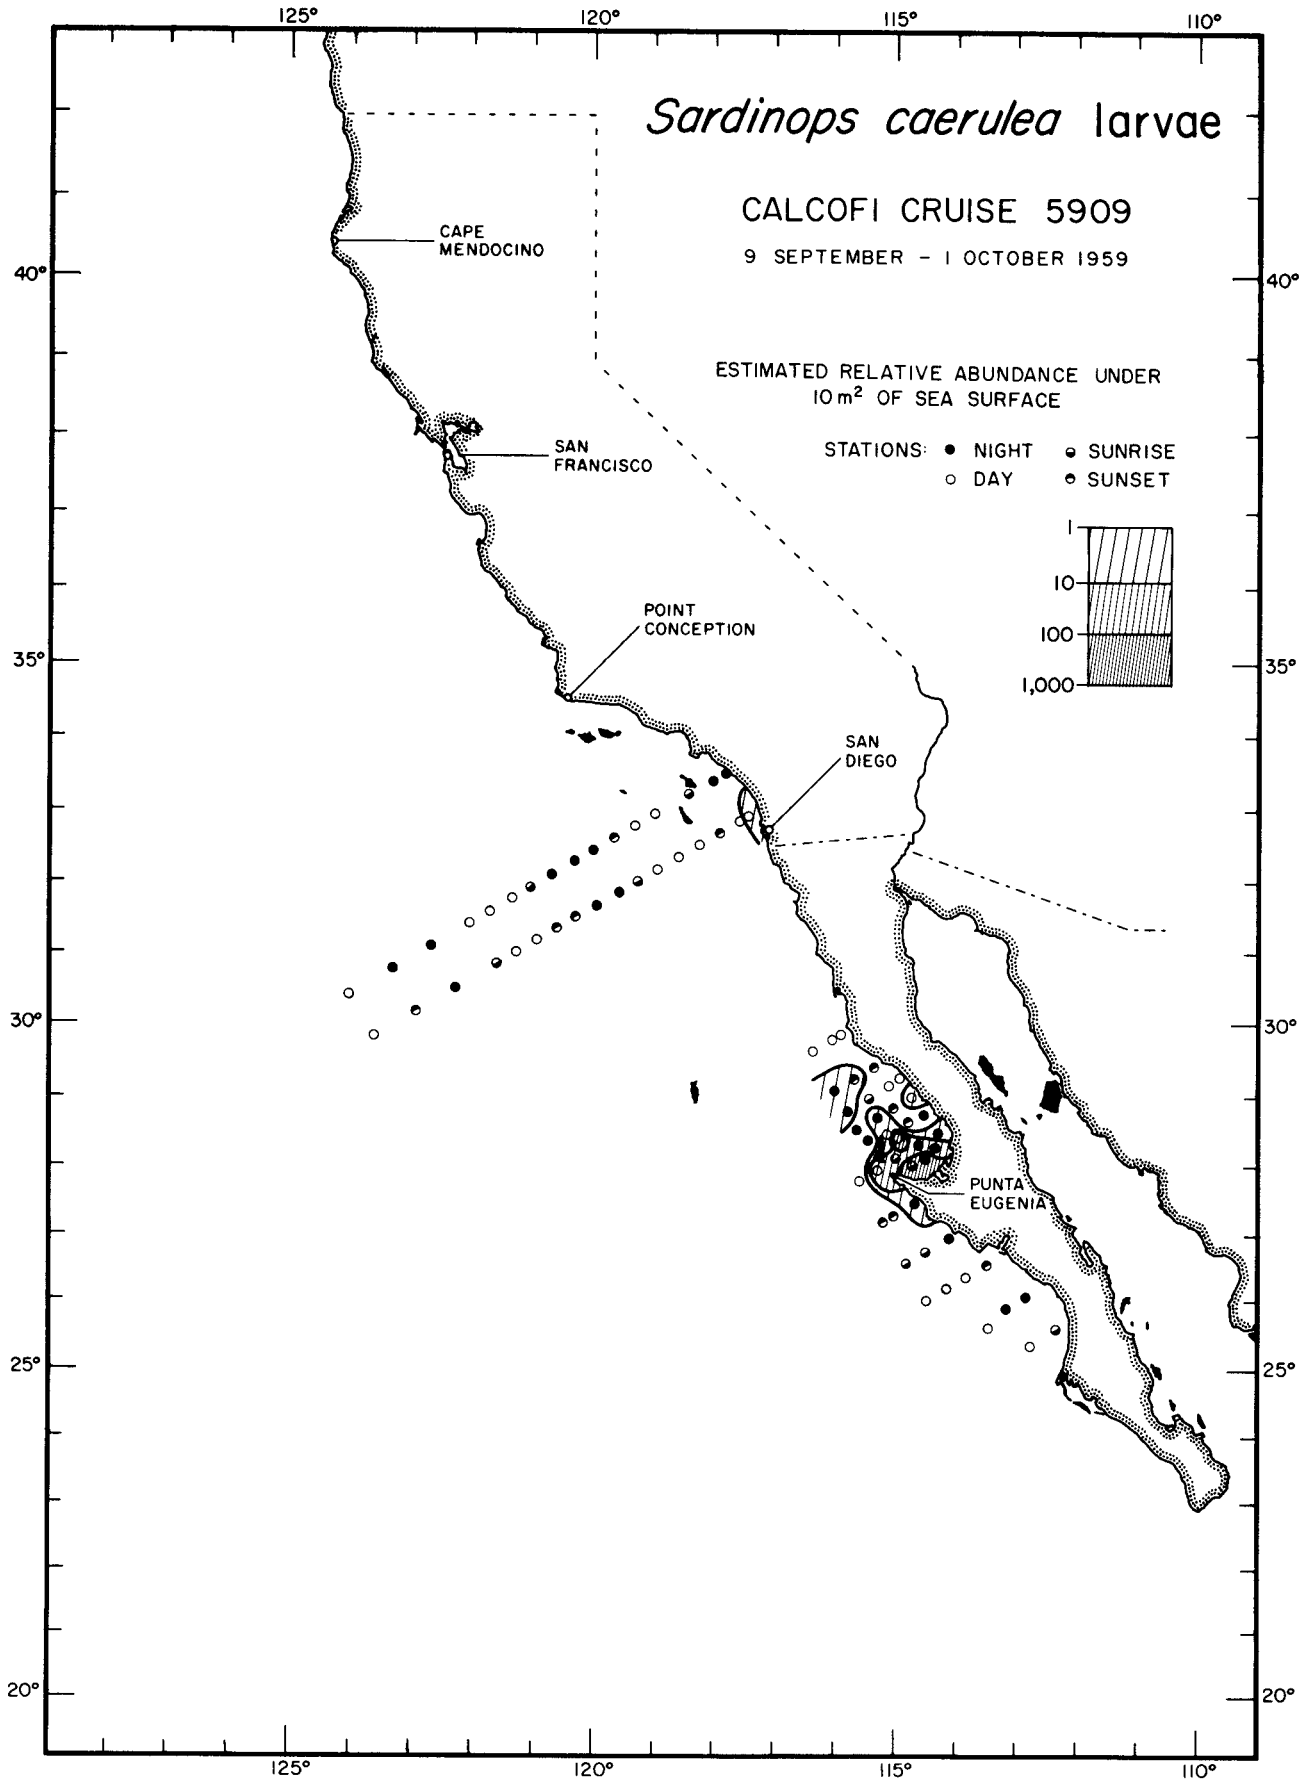 125° 120° 115° 110°
Sardinops caerulea larvae
CALCOFI CRUISE 5909
9 SEPTEMBER – 1 OCTOBER 1959
CAPE
MENDOCINO
40° 40°
ESTIMATED RELATIVE ABUNDANCE UNDER
10 m² OF SEA SURFACE
STATIONS: ● NIGHT ◒ SUNRISE
○ DAY ◓ SUNSET
SAN
FRANCISCO
1
10
100
1,000
POINT
CONCEPTION
35° 35°
SAN
DIEGO
30° 30°
PUNTA
EUGENIA
25° 25°
20° 20°
125° 120° 115° 110°